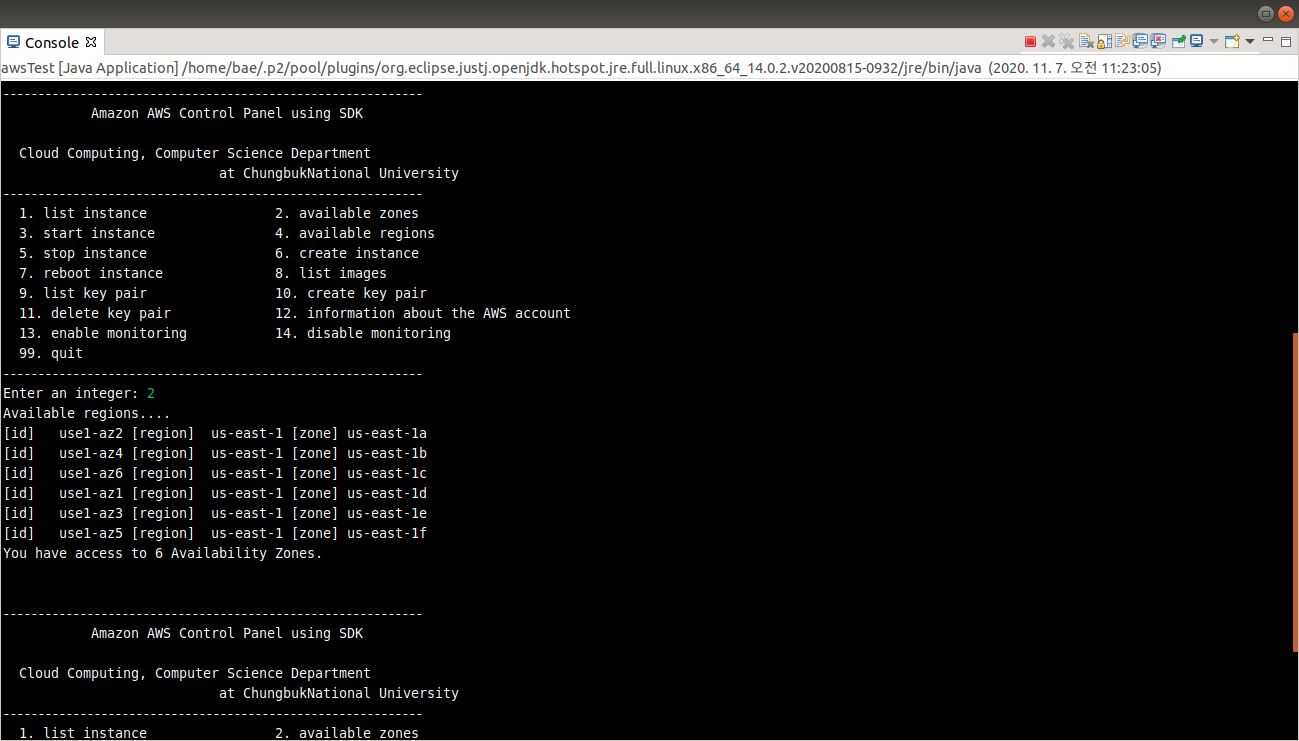 Console
awsTest [Java Application] /home/bae/.p2/pool/plugins/org.eclipse.justj.openjdk.hotspot.jre.full.linux.x86_64_14.0.2.v20200815-0932/jre/bin/java (2020. 11. 7. 오전 11:23:05)
------------------------------------------------------------
Amazon AWS Control Panel using SDK
Cloud Computing, Computer Science Department
at ChungbukNational University
------------------------------------------------------------
1. list instance 2. available zones
3. start instance 4. available regions
5. stop instance 6. create instance
7. reboot instance 8. list images
9. list key pair 10. create key pair
11. delete key pair 12. information about the AWS account
13. enable monitoring 14. disable monitoring
99. quit
------------------------------------------------------------
Enter an integer: 2
Available regions....
[id] use1-az2 [region] us-east-1 [zone] us-east-1a
[id] use1-az4 [region] us-east-1 [zone] us-east-1b
[id] use1-az6 [region] us-east-1 [zone] us-east-1c
[id] use1-az1 [region] us-east-1 [zone] us-east-1d
[id] use1-az3 [region] us-east-1 [zone] us-east-1e
[id] use1-az5 [region] us-east-1 [zone] us-east-1f
You have access to 6 Availability Zones.
------------------------------------------------------------
Amazon AWS Control Panel using SDK
Cloud Computing, Computer Science Department
at ChungbukNational University
------------------------------------------------------------
1. list instance 2. available zones